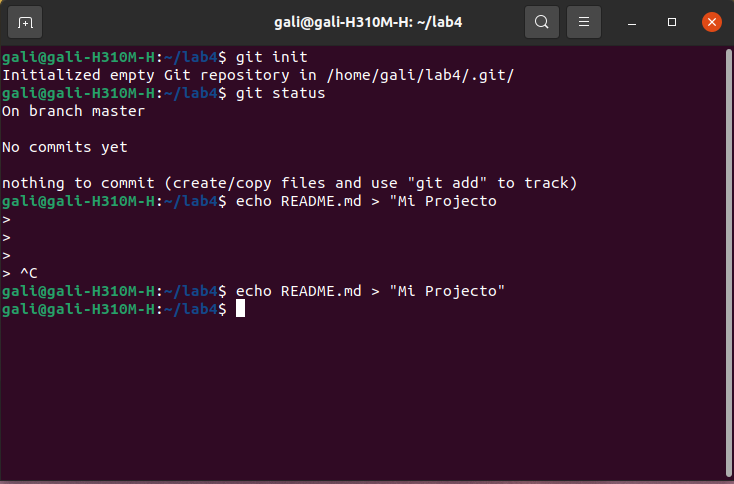 gali@gali-H310M-H: ~/lab4
gali@gali-H310M-H:~/lab4$ git init
Initialized empty Git repository in /home/gali/lab4/.git/
gali@gali-H310M-H:~/lab4$ git status
On branch master
No commits yet
nothing to commit (create/copy files and use "git add" to track)
gali@gali-H310M-H:~/lab4$ echo README.md > "Mi Projecto
>
>
>
> ^C
gali@gali-H310M-H:~/lab4$ echo README.md > "Mi Projecto"
gali@gali-H310M-H:~/lab4$